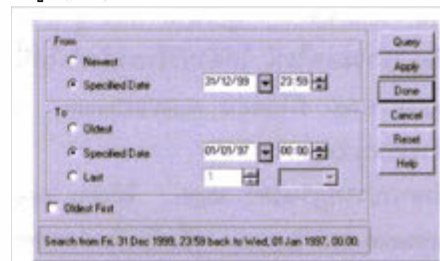 From
Newest
Specified Date 31/12/99 23:59
To
Oldest
Specified Date 01/01/97 00:00
Last 1
Oldest First
Search from Fri, 31 Dec 1999, 23:59 back to Wed, 01 Jan 1997, 00:00.
Query
Apply
Done
Cancel
Reset
Help